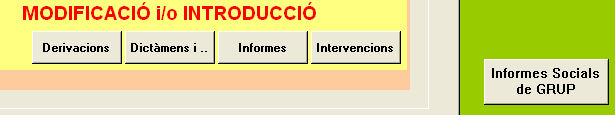 MODIFICACIÓ i/o INTRODUCCIÓ
Derivacions Dictàmens i .. Informes Intervencions
Informes Socials
de GRUP